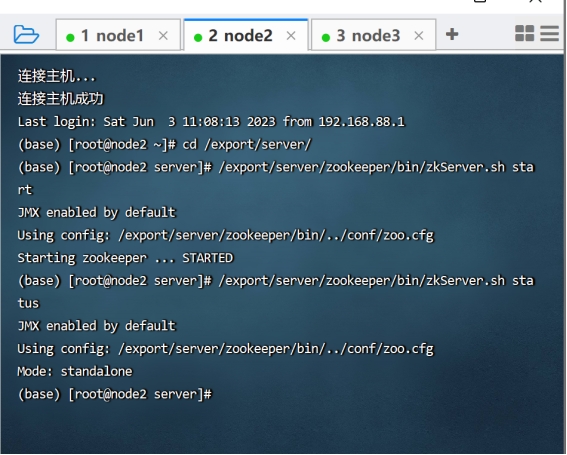 1 node1
2 node2
3 node3
连接主机...
连接主机成功
Last login: Sat Jun  3 11:08:13 2023 from 192.168.88.1
(base) [root@node2 ~]# cd /export/server/
(base) [root@node2 server]# /export/server/zookeeper/bin/zkServer.sh sta
rt
JMX enabled by default
Using config: /export/server/zookeeper/bin/../conf/zoo.cfg
Starting zookeeper ... STARTED
(base) [root@node2 server]# /export/server/zookeeper/bin/zkServer.sh sta
tus
JMX enabled by default
Using config: /export/server/zookeeper/bin/../conf/zoo.cfg
Mode: standalone
(base) [root@node2 server]#